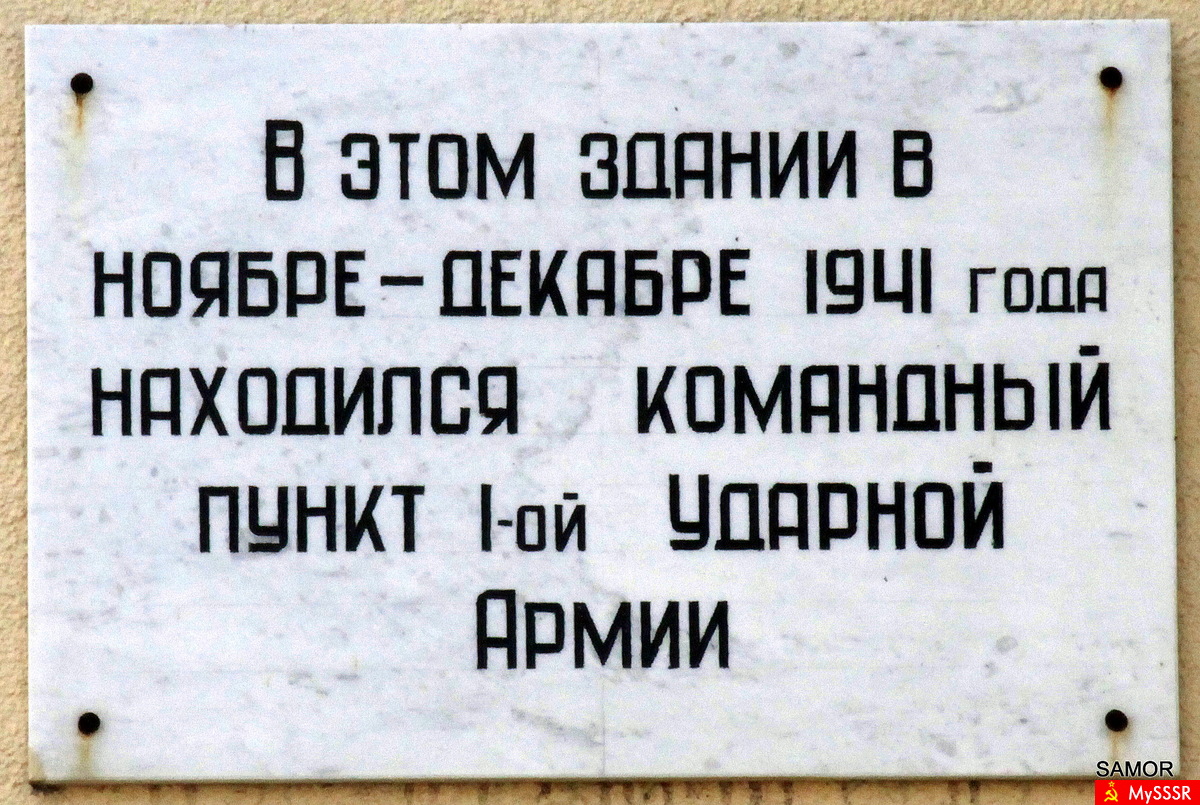 В этом здании в
ноябре – декабре 1941 года
находился командный
пункт 1-ой Ударной
Армии
SAMOR
MySSSR